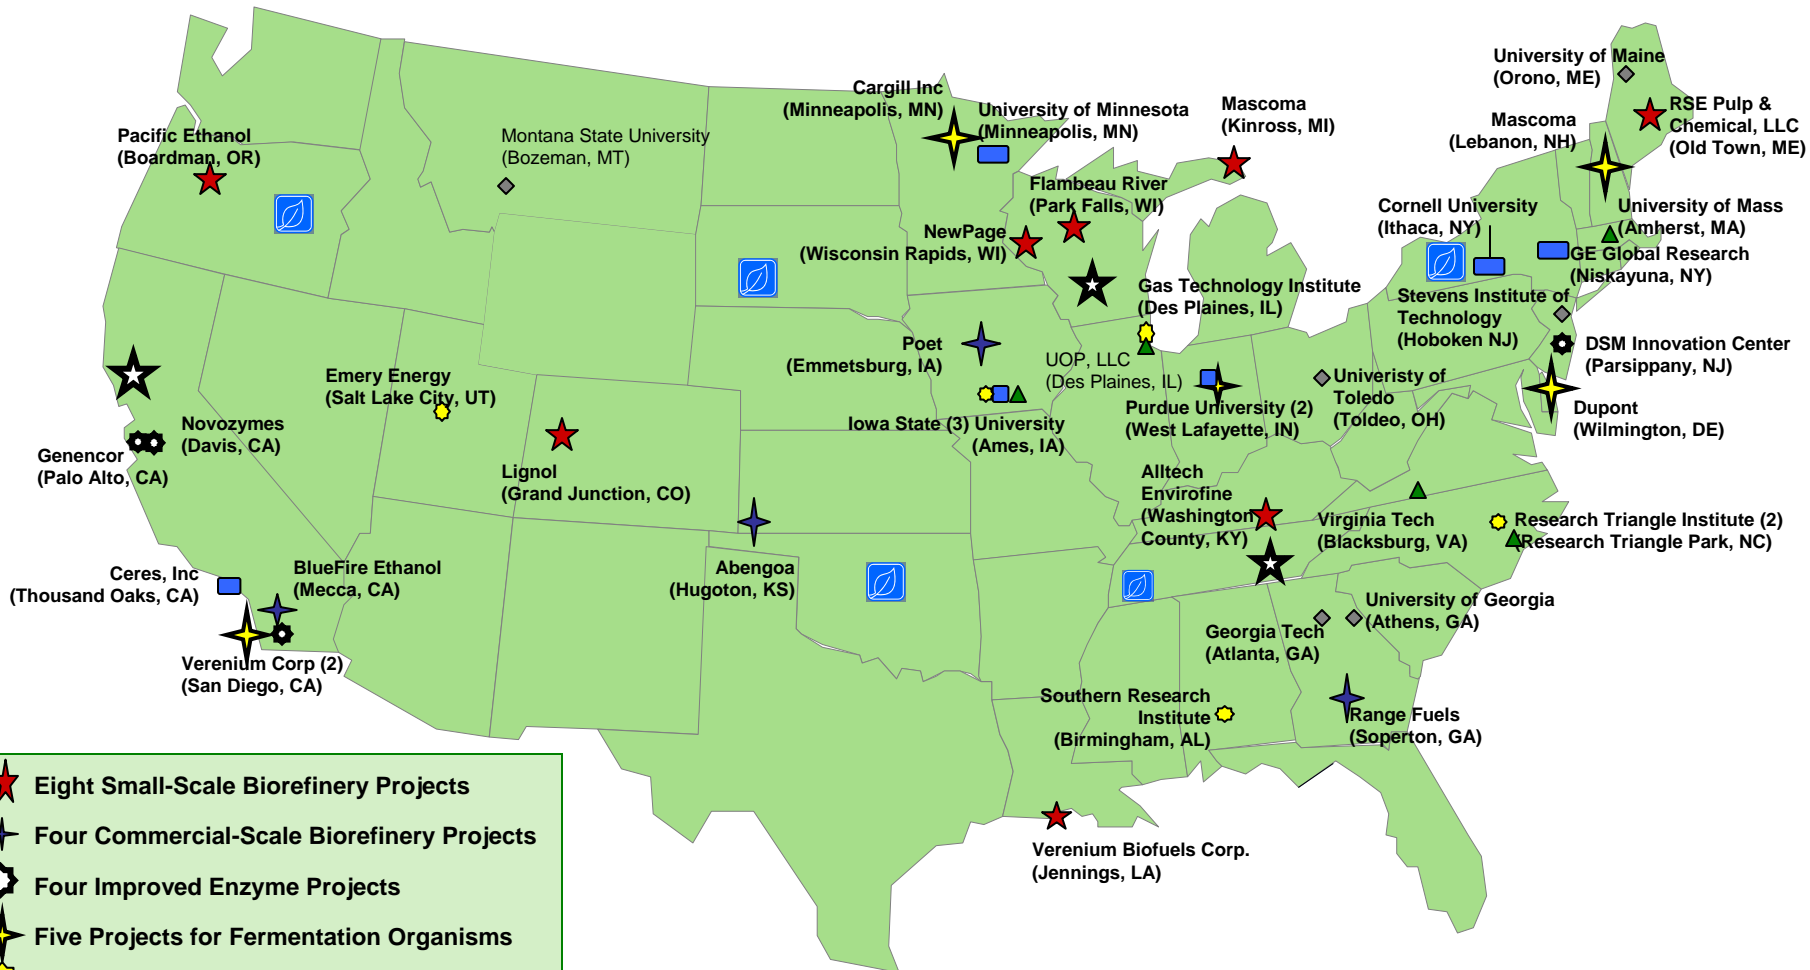 University of Maine
(Orono, ME)
Cargill Inc
(Minneapolis, MN)
University of Minnesota
(Minneapolis, MN)
Mascoma
(Kinross, MI)
Mascoma
(Lebanon, NH)
RSE Pulp &
Chemical, LLC
(Old Town, ME)
Pacific Ethanol
(Boardman, OR)
Montana State University
(Bozeman, MT)
Flambeau River
(Park Falls, WI)
NewPage
(Wisconsin Rapids, WI)
Cornell University
(Ithaca, NY)
University of Mass
(Amherst, MA)
GE Global Research
(Niskayuna, NY)
Gas Technology Institute
(Des Plaines, IL)
Stevens Institute of
Technology
(Hoboken NJ)
DSM Innovation Center
(Parsippany, NJ)
Poet
(Emmetsburg, IA)
UOP, LLC
(Des Plaines, IL)
Emery Energy
(Salt Lake City, UT)
Univeristy of
Toledo
(Toldeo, OH)
Dupont
(Wilmington, DE)
Purdue University (2)
(West Lafayette, IN)
Iowa State (3) University
(Ames, IA)
Novozymes
(Davis, CA)
Genencor
(Palo Alto, CA)
Lignol
(Grand Junction, CO)
Alltech
Envirofine
(Washington
County, KY)
Virginia Tech
(Blacksburg, VA)
Research Triangle Institute (2)
(Research Triangle Park, NC)
Ceres, Inc
(Thousand Oaks, CA)
BlueFire Ethanol
(Mecca, CA)
Abengoa
(Hugoton, KS)
University of Georgia
(Athens, GA)
Georgia Tech
(Atlanta, GA)
Verenium Corp (2)
(San Diego, CA)
Southern Research
Institute
(Birmingham, AL)
Range Fuels
(Soperton, GA)
Verenium Biofuels Corp.
(Jennings, LA)
Eight Small-Scale Biorefinery Projects
Four Commercial-Scale Biorefinery Projects
Four Improved Enzyme Projects
Five Projects for Fermentation Organisms